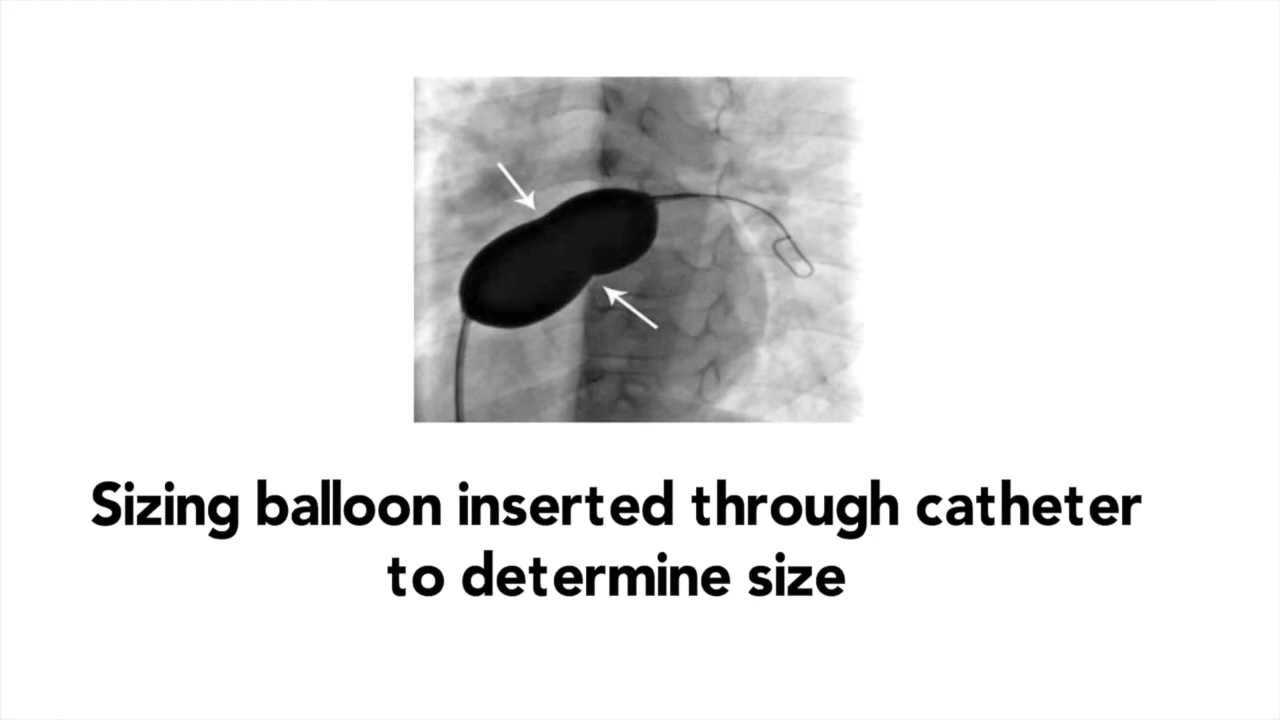 Sizing balloon inserted through catheter
to determine size